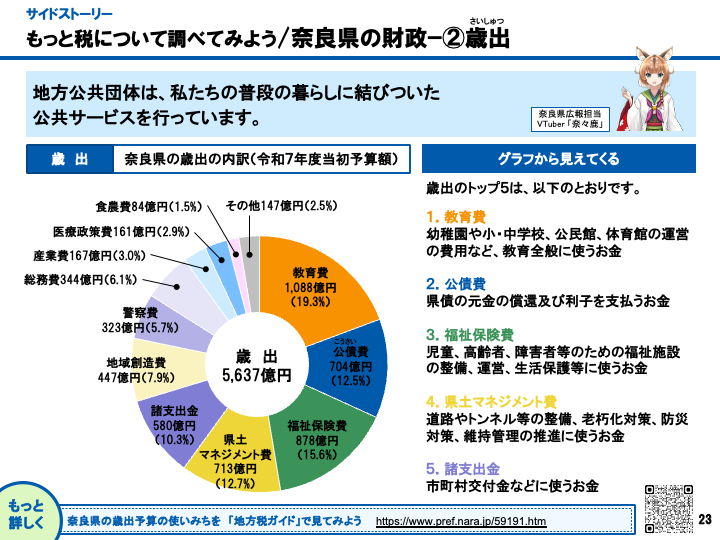 サイドストーリー
さいしゅつ
もっと税について調べてみよう/奈良県の財政-②歳出
地方公共団体は、私たちの普段の暮らしに結びついた
公共サービスを行っています。
奈良県広報担当
VTuber「奈々鹿」
歳 出
奈良県の歳出の内訳(令和7年度当初予算額)
食農費84億円(1.5%)
その他147億円(2.5%)
医療政策費161億円(2.9%)
産業費167億円(3.0%)
総務費344億円(6.1%)
警察費
323億円(5.7%)
地域創造費
447億円(7.9%)
諸支出金
580億円
(10.3%)
県土
マネジメント費
713億円
(12.7%)
福祉保険費
878億円
(15.6%)
こうさい
公債費
704億円
(12.5%)
教育費
1,088億円
(19.3%)
歳 出
5,637億円
グラフから見えてくる
歳出のトップ5は、以下のとおりです。
1. 教育費
幼稚園や小・中学校、公民館、体育館の運営
の費用など、教育全般に使うお金
2. 公債費
県債の元金の償還及び利子を支払うお金
3. 福祉保険費
児童、高齢者、障害者等のための福祉施設
の整備、運営、生活保護等に使うお金
4. 県土マネジメント費
道路やトンネル等の整備、老朽化対策、防災
対策、維持管理の推進に使うお金
5. 諸支出金
市町村交付金などに使うお金
もっと
詳しく
奈良県の歳出予算の使いみちを 「地方税ガイド」で見てみよう https://www.pref.nara.jp/59191.htm
23